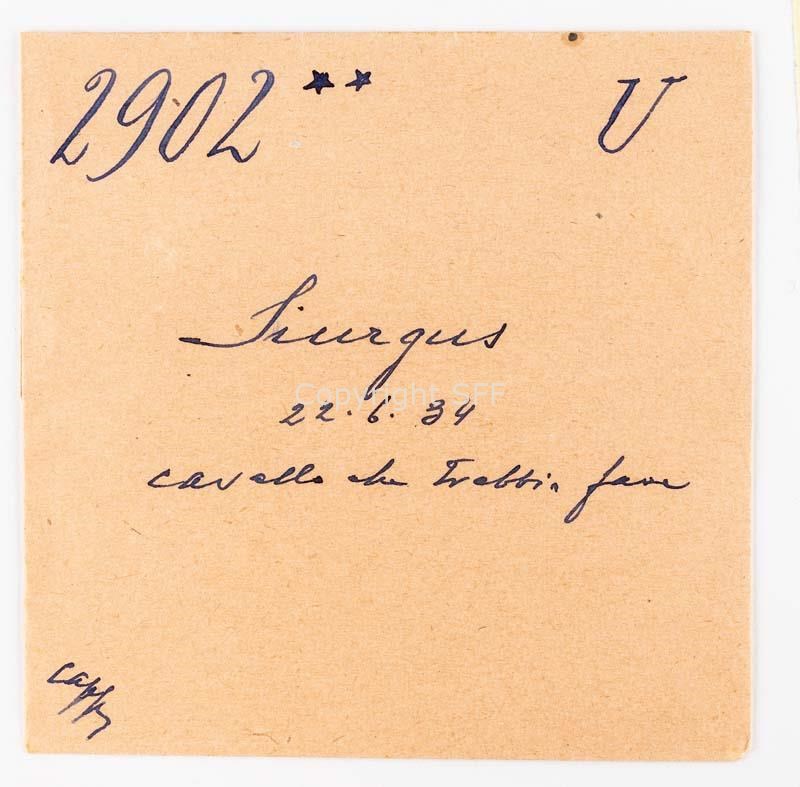 2902 ** U
Siurgus
Copyright SFF
22.6.34
cavallo che trebbia fave